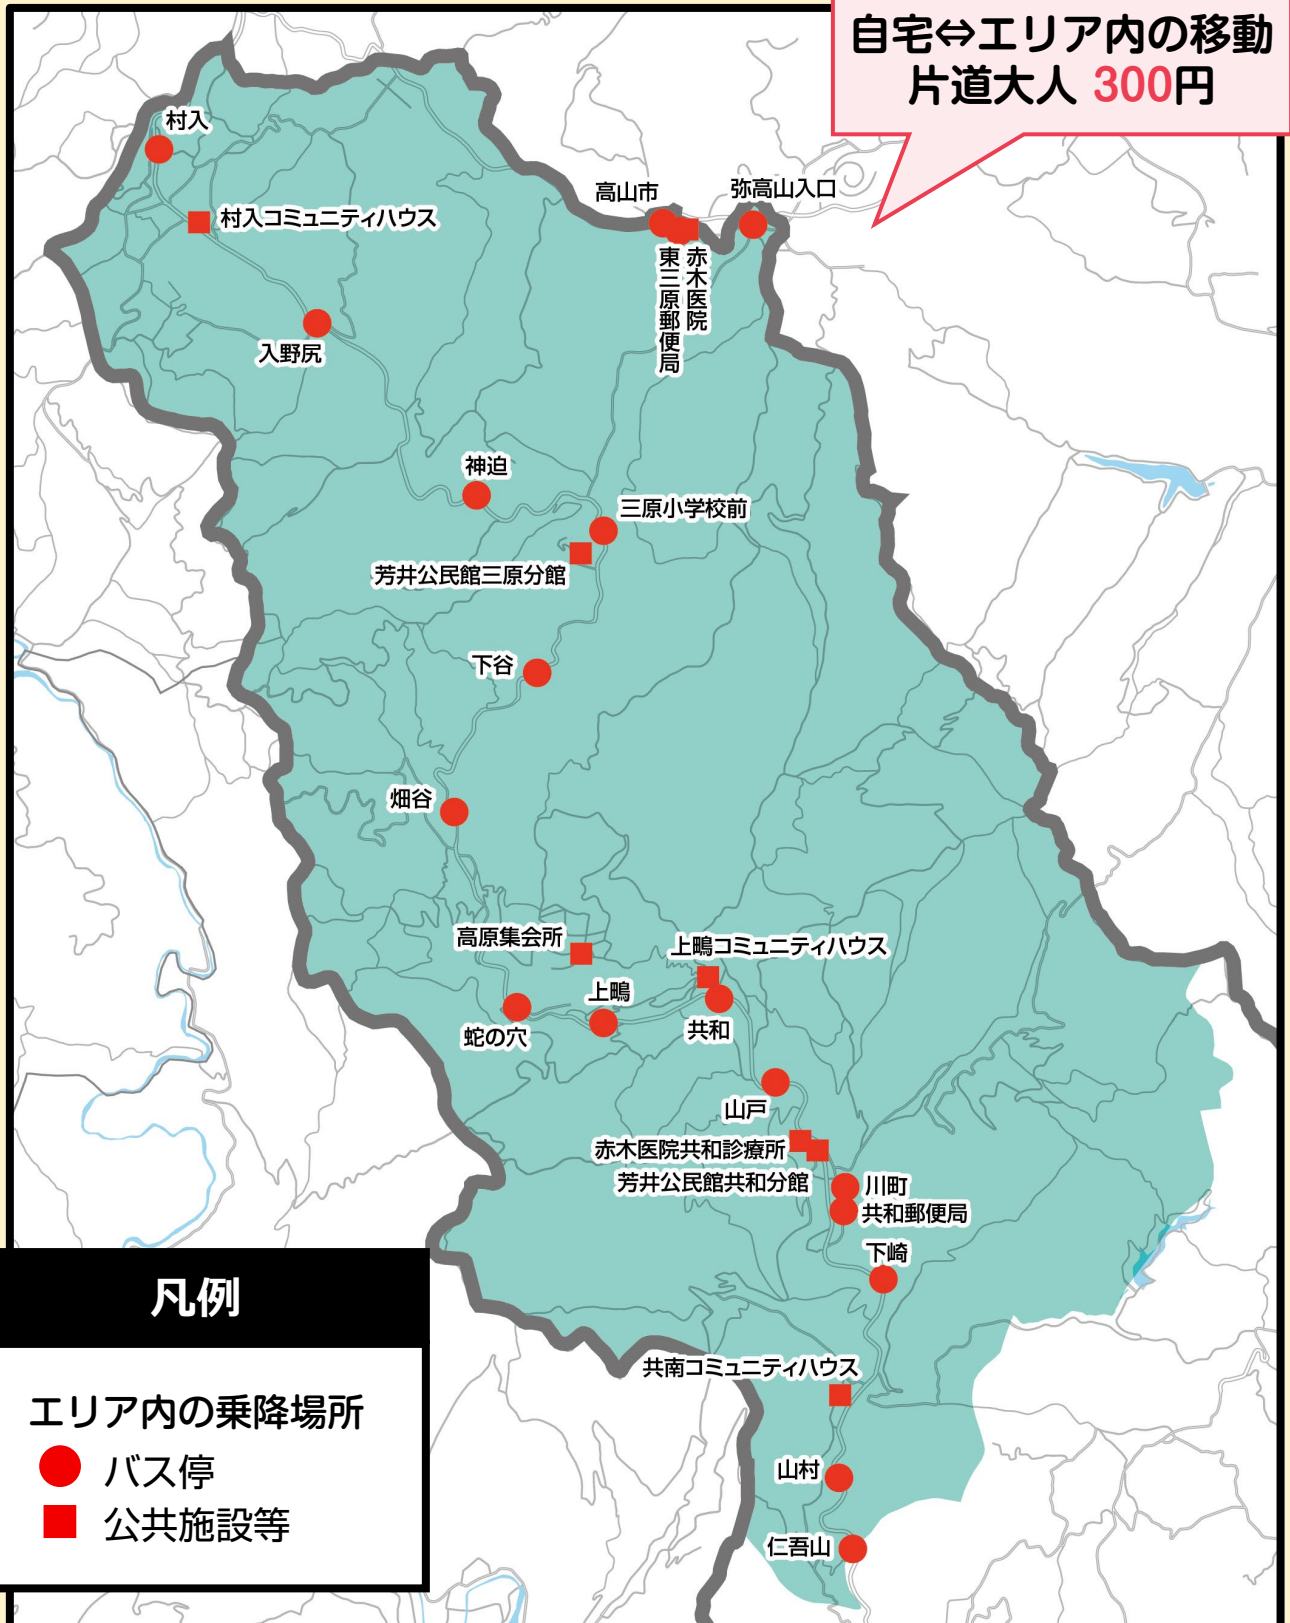 自宅⇔エリア内の移動
片道大人 300円
村入
高山市
弥高山入口
村入コミュニティハウス
東三原郵便局
赤木医院
入野尻
神迫
三原小学校前
芳井公民館三原分館
下谷
畑谷
高原集会所
上鴫コミュニティハウス
上鴫
蛇の穴
共和
山戸
赤木医院共和診療所
芳井公民館共和分館
川町
共和郵便局
下崎
共南コミュニティハウス
山村
仁吾山
凡例
エリア内の乗降場所
バス停
公共施設等